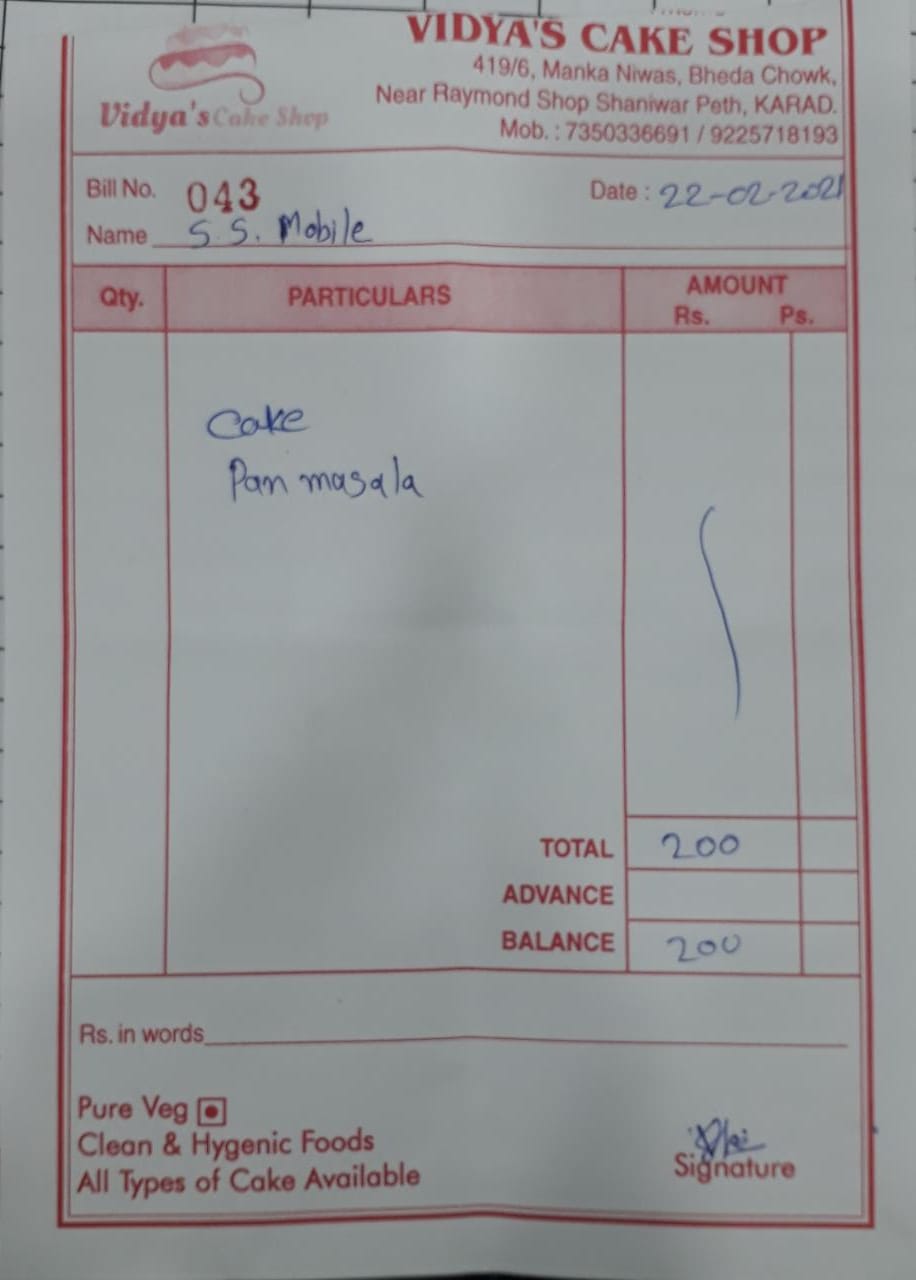 VIDYA'S CAKE SHOP
419/6, Manka Niwas, Bheda Chowk,
Near Raymond Shop Shaniwar Peth, KARAD.
Mob. : 7350336691 / 9225718193
Vidya's Cake Shop
Bill No. 043 Date : 22-02-2021
Name S.S. Mobile
Qty. PARTICULARS AMOUNT
Rs. Ps.
Cake
Pan masala
TOTAL 200
ADVANCE
BALANCE 200
Rs. in words
Pure Veg
Clean & Hygenic Foods
All Types of Cake Available
Signature